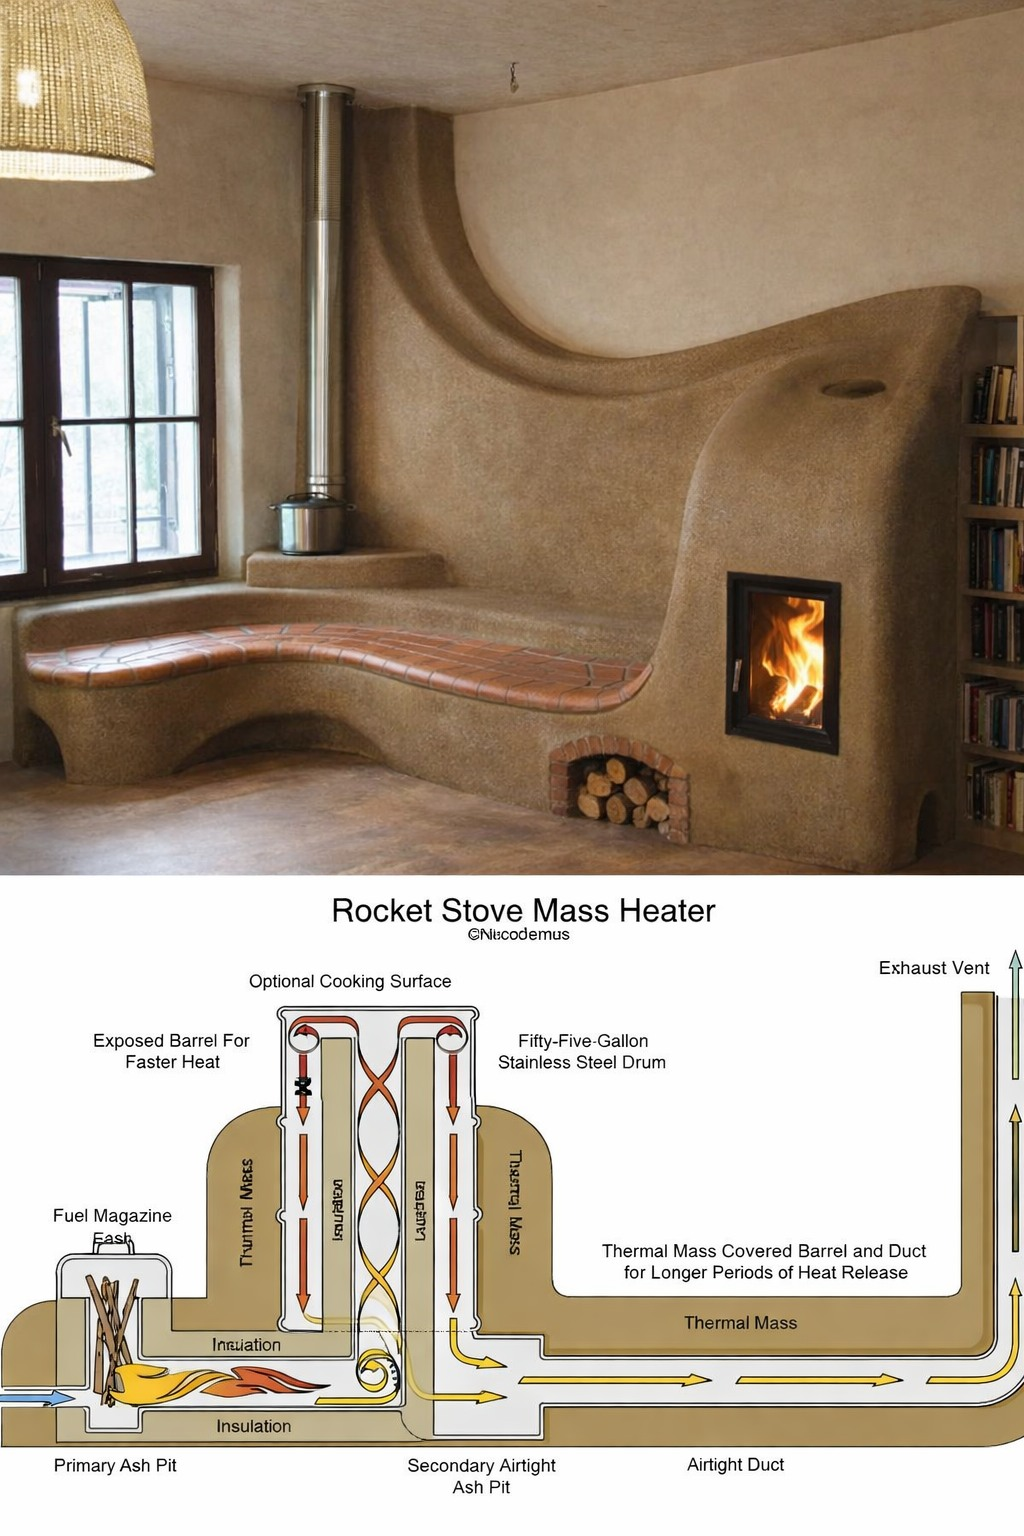 Rocket Stove Mass Heater
Optional Cooking Surface
Exhaust Vent
Exposed Barrel For
Faster Heat
Fifty-Five-Gallon
Stainless Steel Drum
Fuel Magazine
Thermal Mass Covered Barrel and Duct
for Longer Periods of Heat Release
Thermal Mass
Insulation
Primary Ash Pit
Secondary Airtight
Ash Pit
Airtight Duct